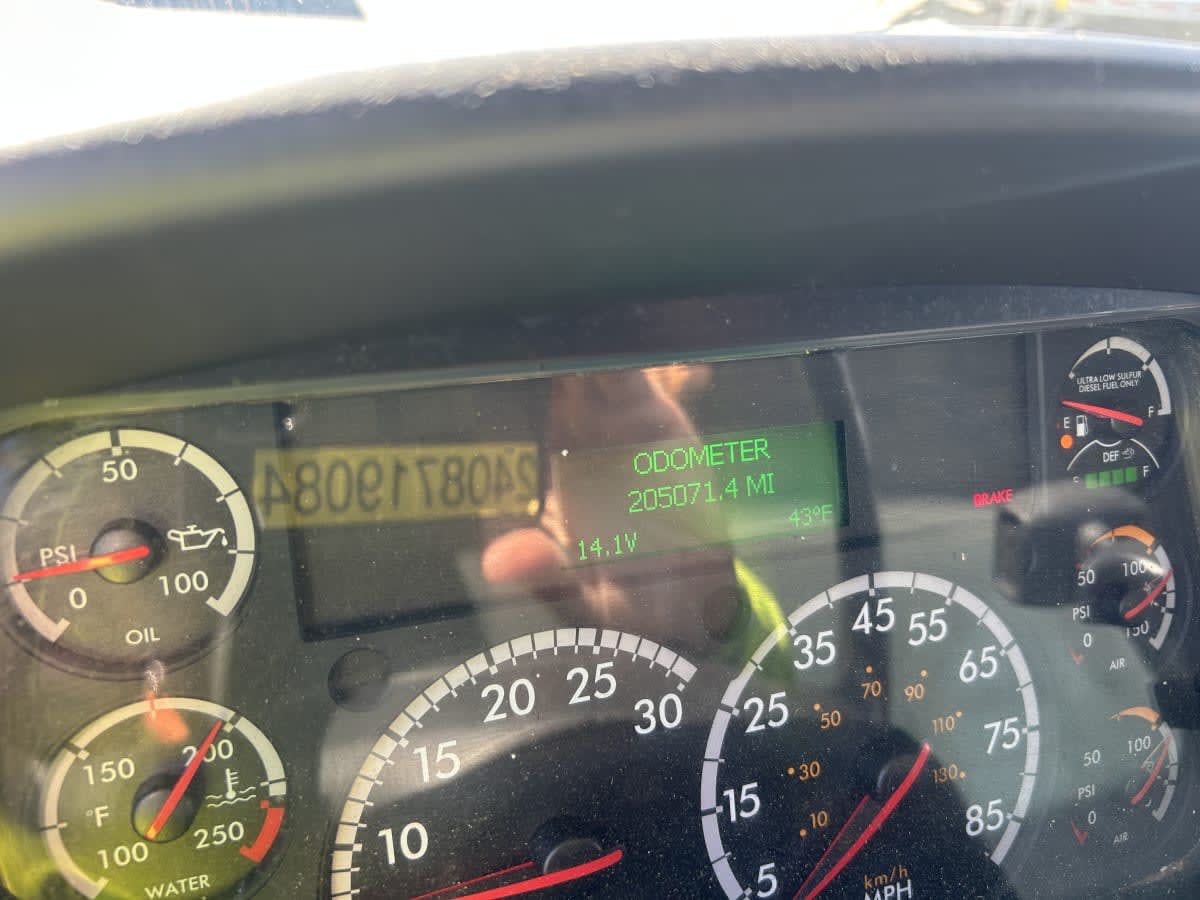 ODOMETER
205071.4 MI
43°F
14.1V
2408719084
BRAKE
ULTRA LOW SULFUR
DIESEL FUEL ONLY
E
F
DEF
F
50
PSI
0
100
OIL
150
200
°F
100
250
WATER
10
15
20
25
30
5
15
25
35
45
55
65
75
85
10
30
50
70
90
110
130
km/h
MPH
50
100
PSI
0
150
AIR
50
100
PSI
0
AIR